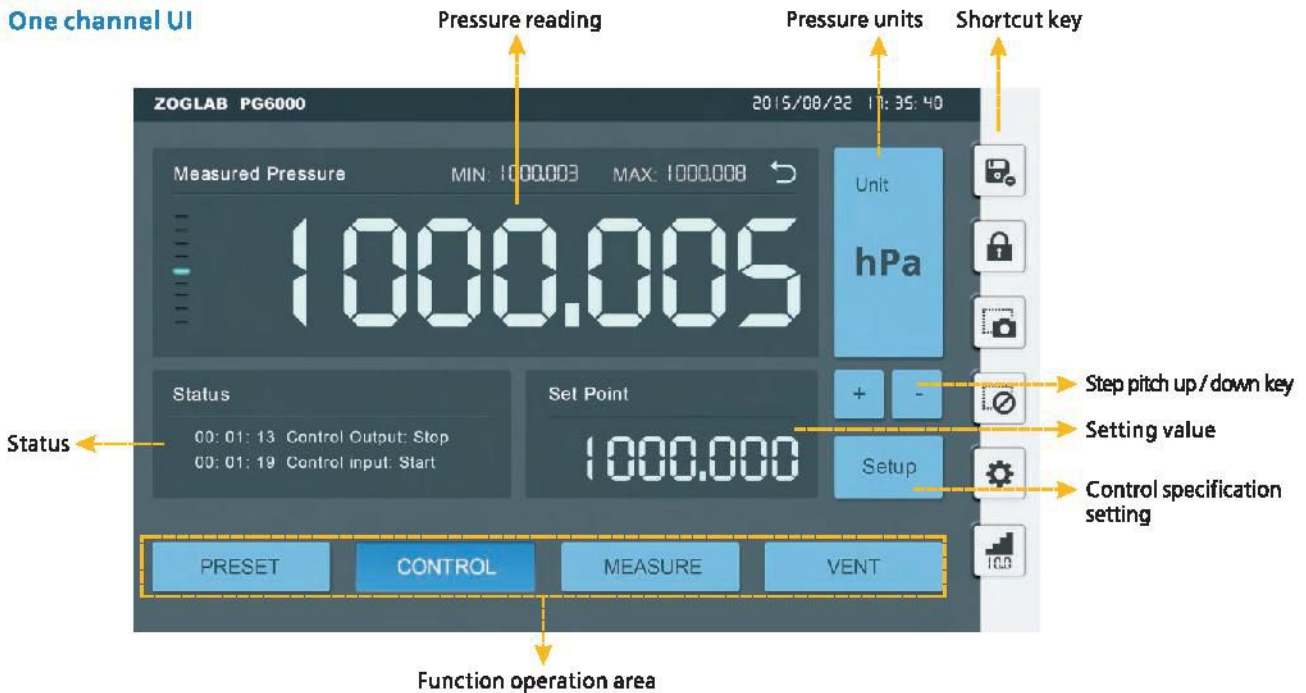 One channel UI
Pressure reading
Pressure units
Shortcut key
ZOGLAB PG6000
2015/08/22 17:35:40
Measured Pressure
MIN: 1000.003
MAX: 1000.008
Unit
1000.005
hPa
Status
Set Point
+
-
Step pitch up / down key
00: 01: 13 Control Output: Stop
Setting value
Status
00: 01: 19 Control input: Start
1000.000
Setup
Control specification
setting
PRESET
CONTROL
MEASURE
VENT
10.0
Function operation area